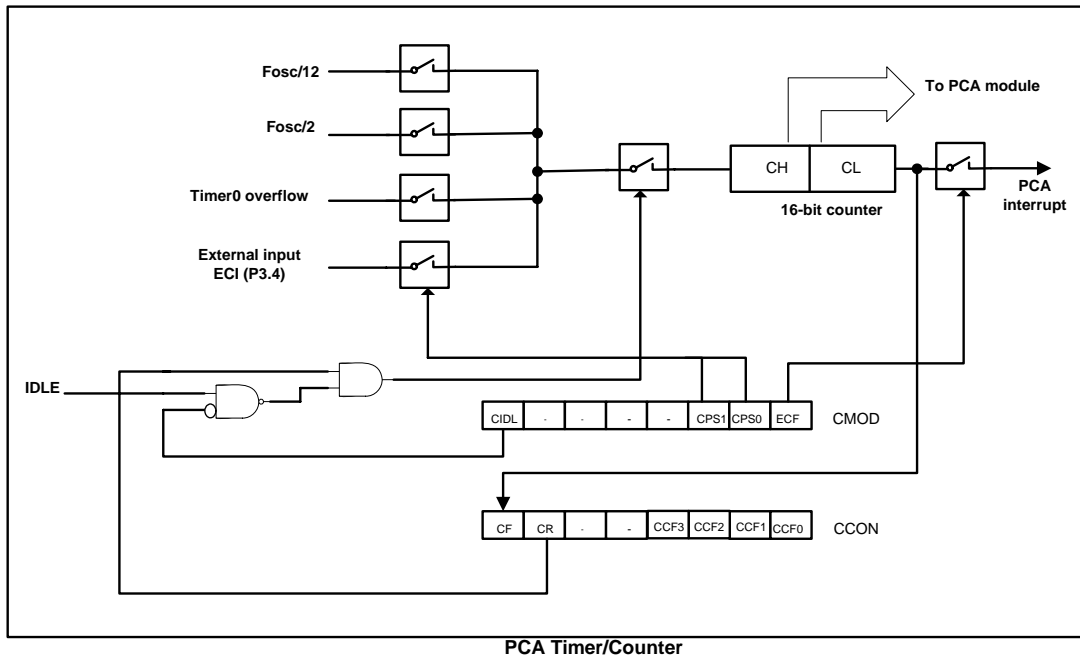 Fosc/12
Fosc/2
Timer0 overflow
External input
ECI (P3.4)
To PCA module
CH CL
16-bit counter
PCA
interrupt
IDLE
CIDL - - - - CPS1 CPS0 ECF CMOD
CF CR - - CCF3 CCF2 CCF1 CCF0 CCON
PCA Timer/Counter